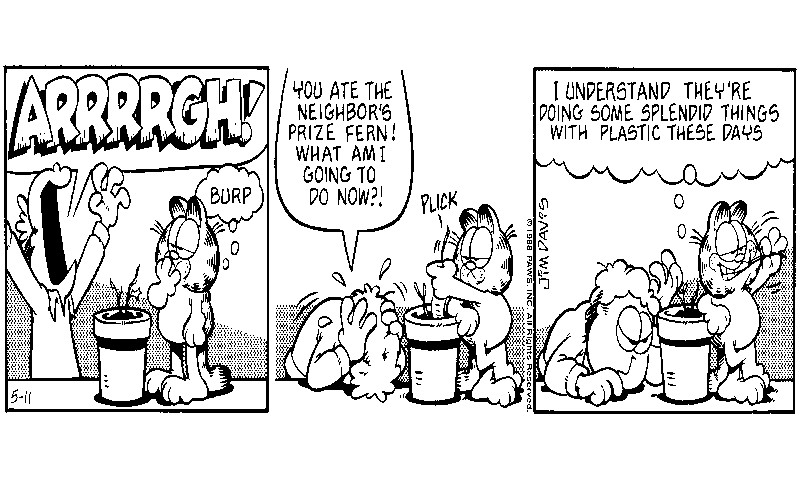 ARRRRGH!
BURP
5-11
YOU ATE THE
NEIGHBOR'S
PRIZE FERN!
WHAT AM I
GOING TO
DO NOW?!
PLICK
© 1988 PAWS, INC. All Rights Reserved.
JIM DAVIS
I UNDERSTAND THEY'RE
DOING SOME SPLENDID THINGS
WITH PLASTIC THESE DAYS